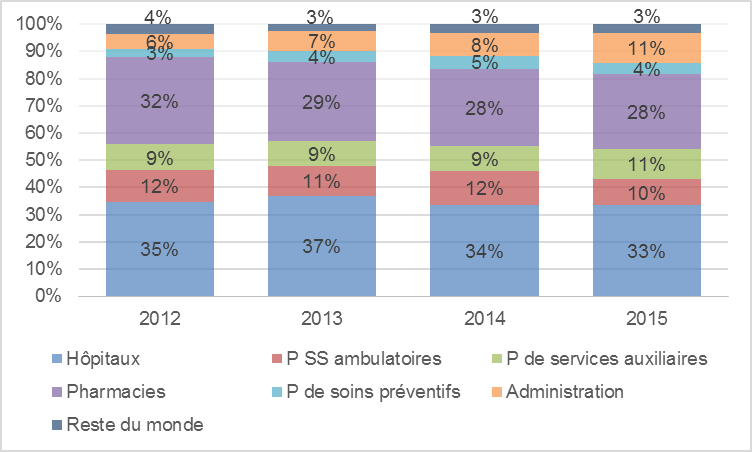 4% 3% 3% 3%
100%
90%
80%
70%
60%
50%
40%
30%
20%
10%
0%
6% 7% 8% 11%
3% 4% 5% 4%
32% 29% 28% 28%
9% 9% 9% 11%
12% 11% 12% 10%
35% 37% 34% 33%
2012 2013 2014 2015
Hôpitaux P SS ambulatoires P de services auxiliaires
Pharmacies P de soins préventifs Administration
Reste du monde